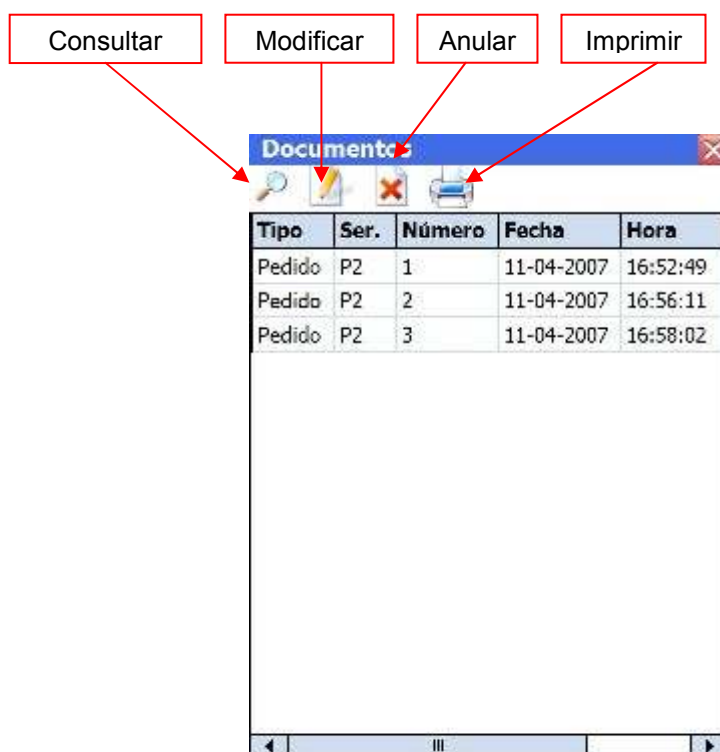 Consultar Modificar Anular Imprimir
Documentos
Tipo Ser. Número Fecha Hora
Pedido P2 1 11-04-2007 16:52:49
Pedido P2 2 11-04-2007 16:56:11
Pedido P2 3 11-04-2007 16:58:02